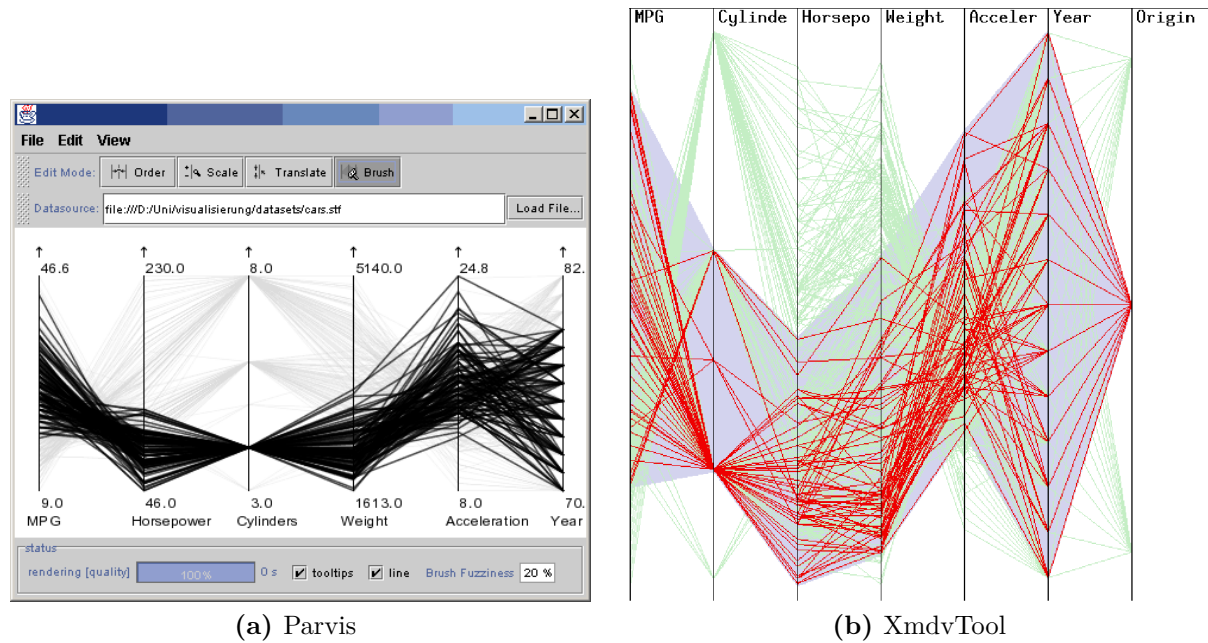 File Edit View
Edit Mode: Order Scale Translate Brush
Datasource: file:///D:/Uni/visualisierung/datasets/cars.stf Load File...
46.6 230.0 8.0 5140.0 24.8 82.
9.0 46.0 3.0 1613.0 8.0 70.
MPG Horsepower Cylinders Weight Acceleration Year
status
rendering [quality] 100 % 0 s tooltips line Brush Fuzziness 20 %
(a) Parvis
MPG Cylinde Horsepo Weight Acceler Year Origin
(b) XmdvTool